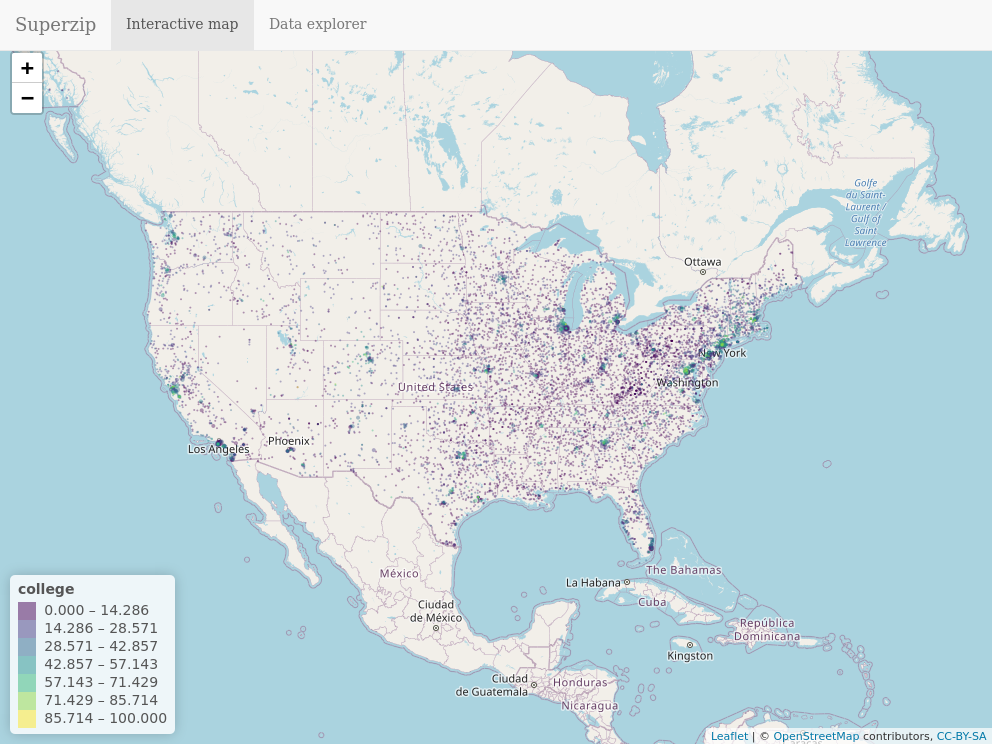 Superzip
Interactive map
Data explorer
+
−
Golfe
du Saint-
Laurent /
Gulf of
Saint
Lawrence
Ottawa
New York
Washington
United States
Phoenix
Los Angeles
México
Ciudad
de México
La Habana
The Bahamas
Cuba
República
Dominicana
Kingston
Ciudad
de Guatemala
Honduras
Nicaragua
college
0.000 – 14.286
14.286 – 28.571
28.571 – 42.857
42.857 – 57.143
57.143 – 71.429
71.429 – 85.714
85.714 – 100.000
Leaflet | © OpenStreetMap contributors, CC-BY-SA